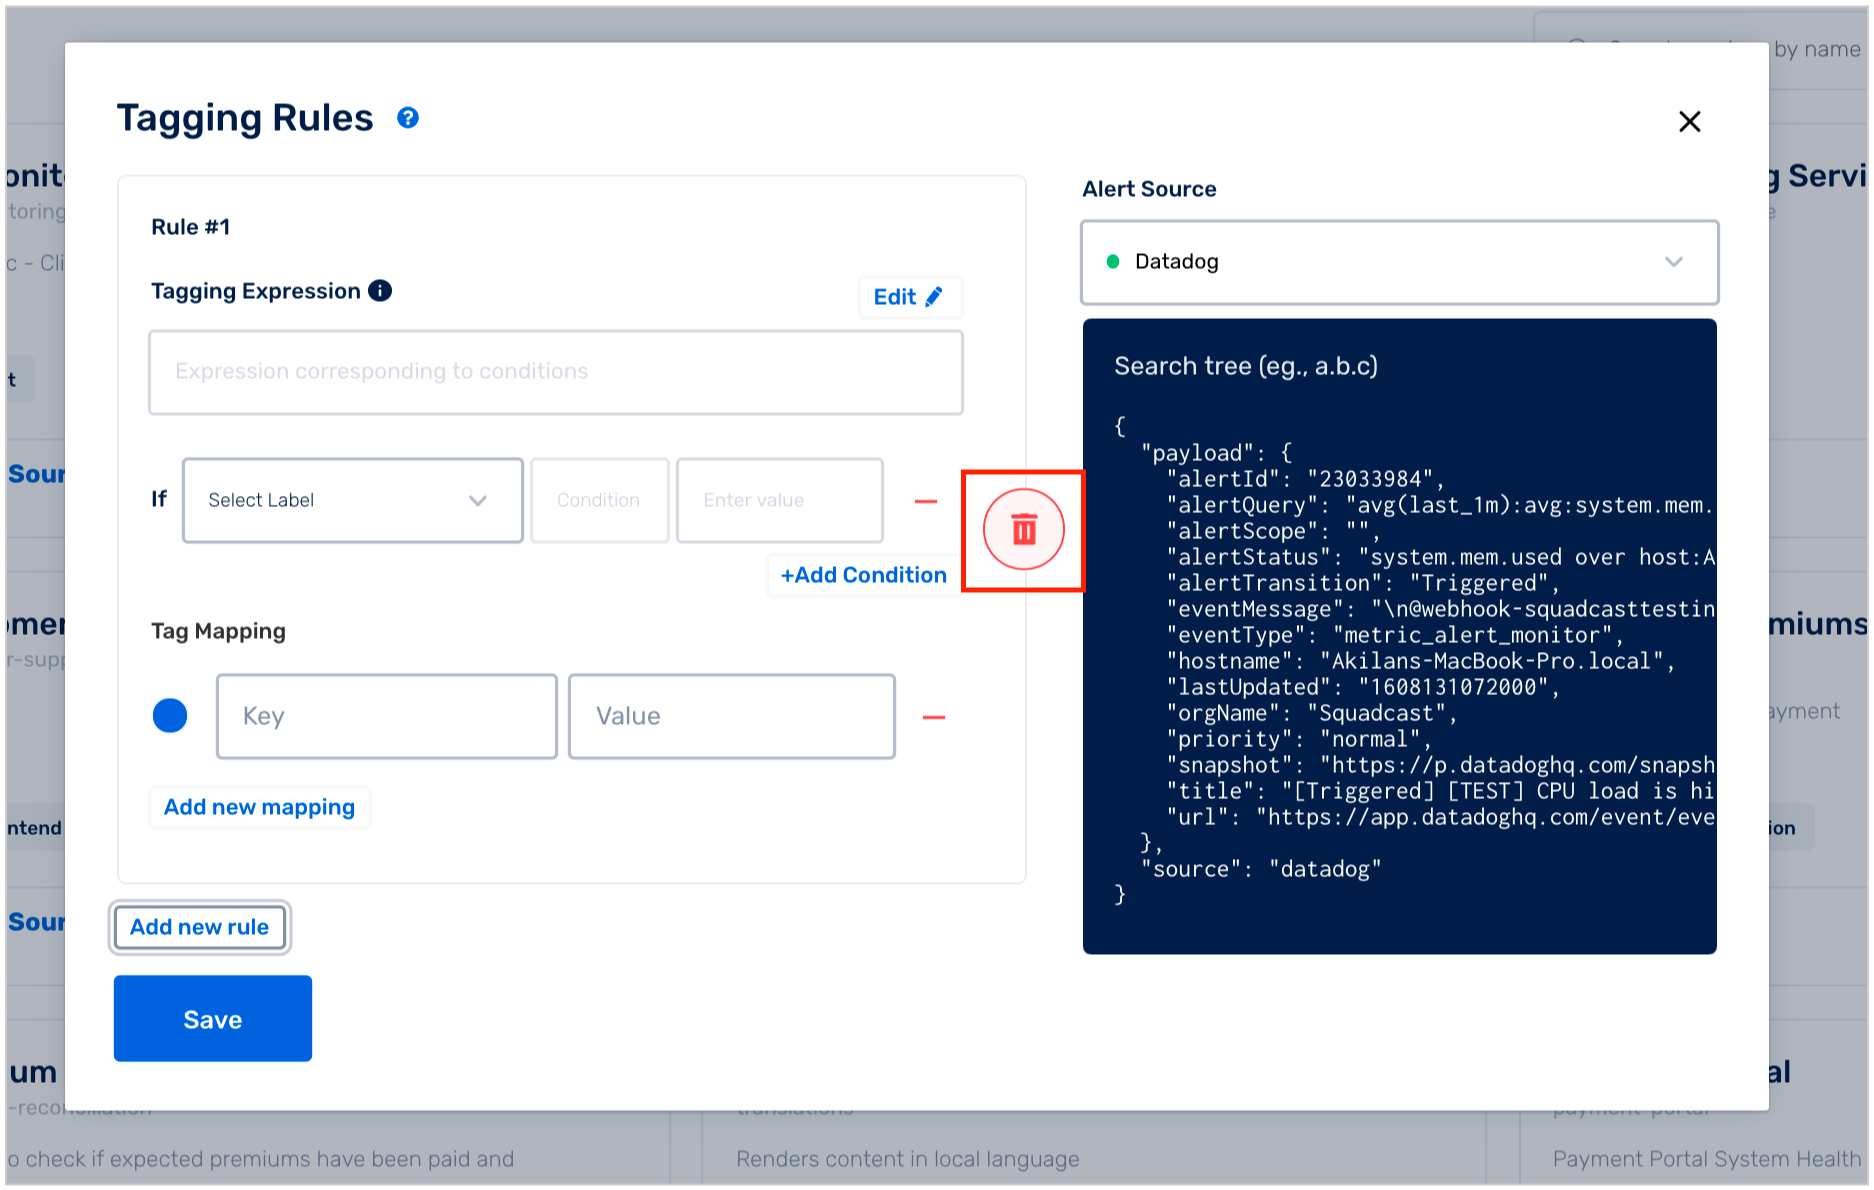 by name
Tagging Rules
Alert Source
Rule #1
Datadog
Tagging Expression
Edit
Expression corresponding to conditions
Search tree (eg., a.b.c)
{
"payload": {
"alertId": "23033984",
"alertQuery": "avg(last_1m):avg:system.mem.
"alertScope": "",
"alertStatus": "system.mem.used over host:A
"alertTransition": "Triggered",
"eventMessage": "\n@webhook-squadcasttestin
"eventType": "metric_alert_monitor",
"hostname": "Akilans-MacBook-Pro.local",
"lastUpdated": "1608131072000",
"orgName": "Squadcast",
"priority": "normal",
"snapshot": "https://p.datadoghq.com/snapsh
"title": "[Triggered] [TEST] CPU load is hi
"url": "https://app.datadoghq.com/event/eve
},
"source": "datadog"
}
If
Select Label
Condition
Enter value
+Add Condition
Tag Mapping
Key
Value
Add new mapping
Add new rule
Save
onit
toring
c - Cli
t
Sour
omer
r-supp
ntend
Sour
um
g Servi
e
miums
ayment
ion
al
o check if expected premiums have been paid and
Renders content in local language
Payment Portal System Health